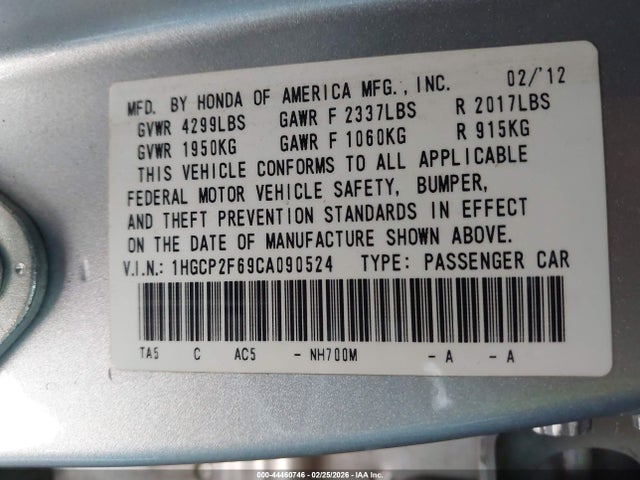 MFD. BY HONDA OF AMERICA MFG., INC. 02/'12
GVWR 4299LBS GAWR F 2337LBS R 2017LBS
GVWR 1950KG GAWR F 1060KG R 915KG
THIS VEHICLE CONFORMS TO ALL APPLICABLE
FEDERAL MOTOR VEHICLE SAFETY, BUMPER,
AND THEFT PREVENTION STANDARDS IN EFFECT
ON THE DATE OF MANUFACTURE SHOWN ABOVE.
V.I.N.: 1HGCP2F69CA090524 TYPE: PASSENGER CAR
TA5 C AC5 - NH700M - A - A
000-44460746 - 02/25/2026 - IAA Inc.